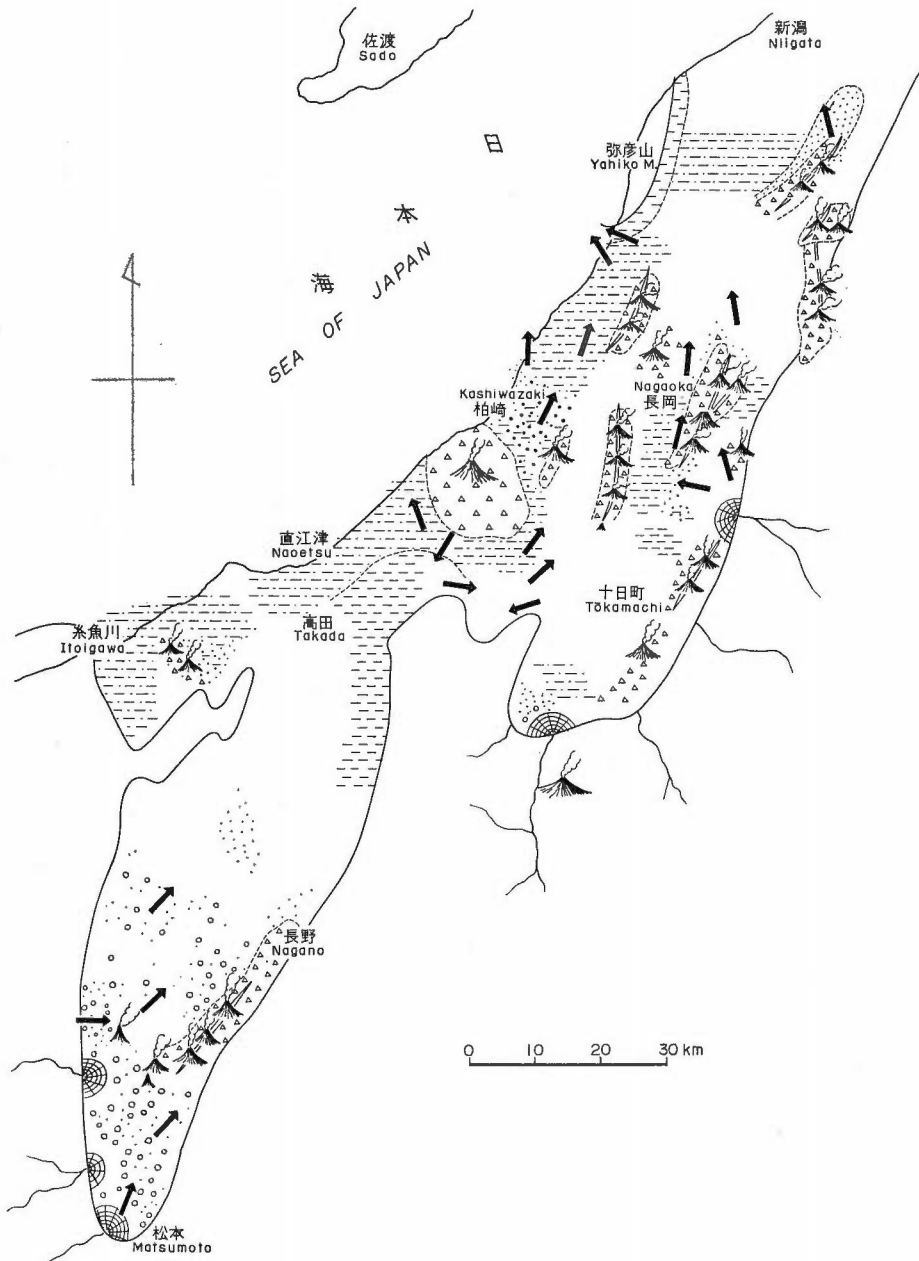 新潟
Niigata
佐渡
Sado
弥彦山
Yahiko M.
日
本
海
SEA OF JAPAN
Kashiwazaki
柏崎
Nagaoka
長岡
直江津
Naoetsu
十日町
Tōkamachi
高田
Takada
糸魚川
Itoigawa
長野
Nagano
0 10 20 30 km
松本
Matsumoto